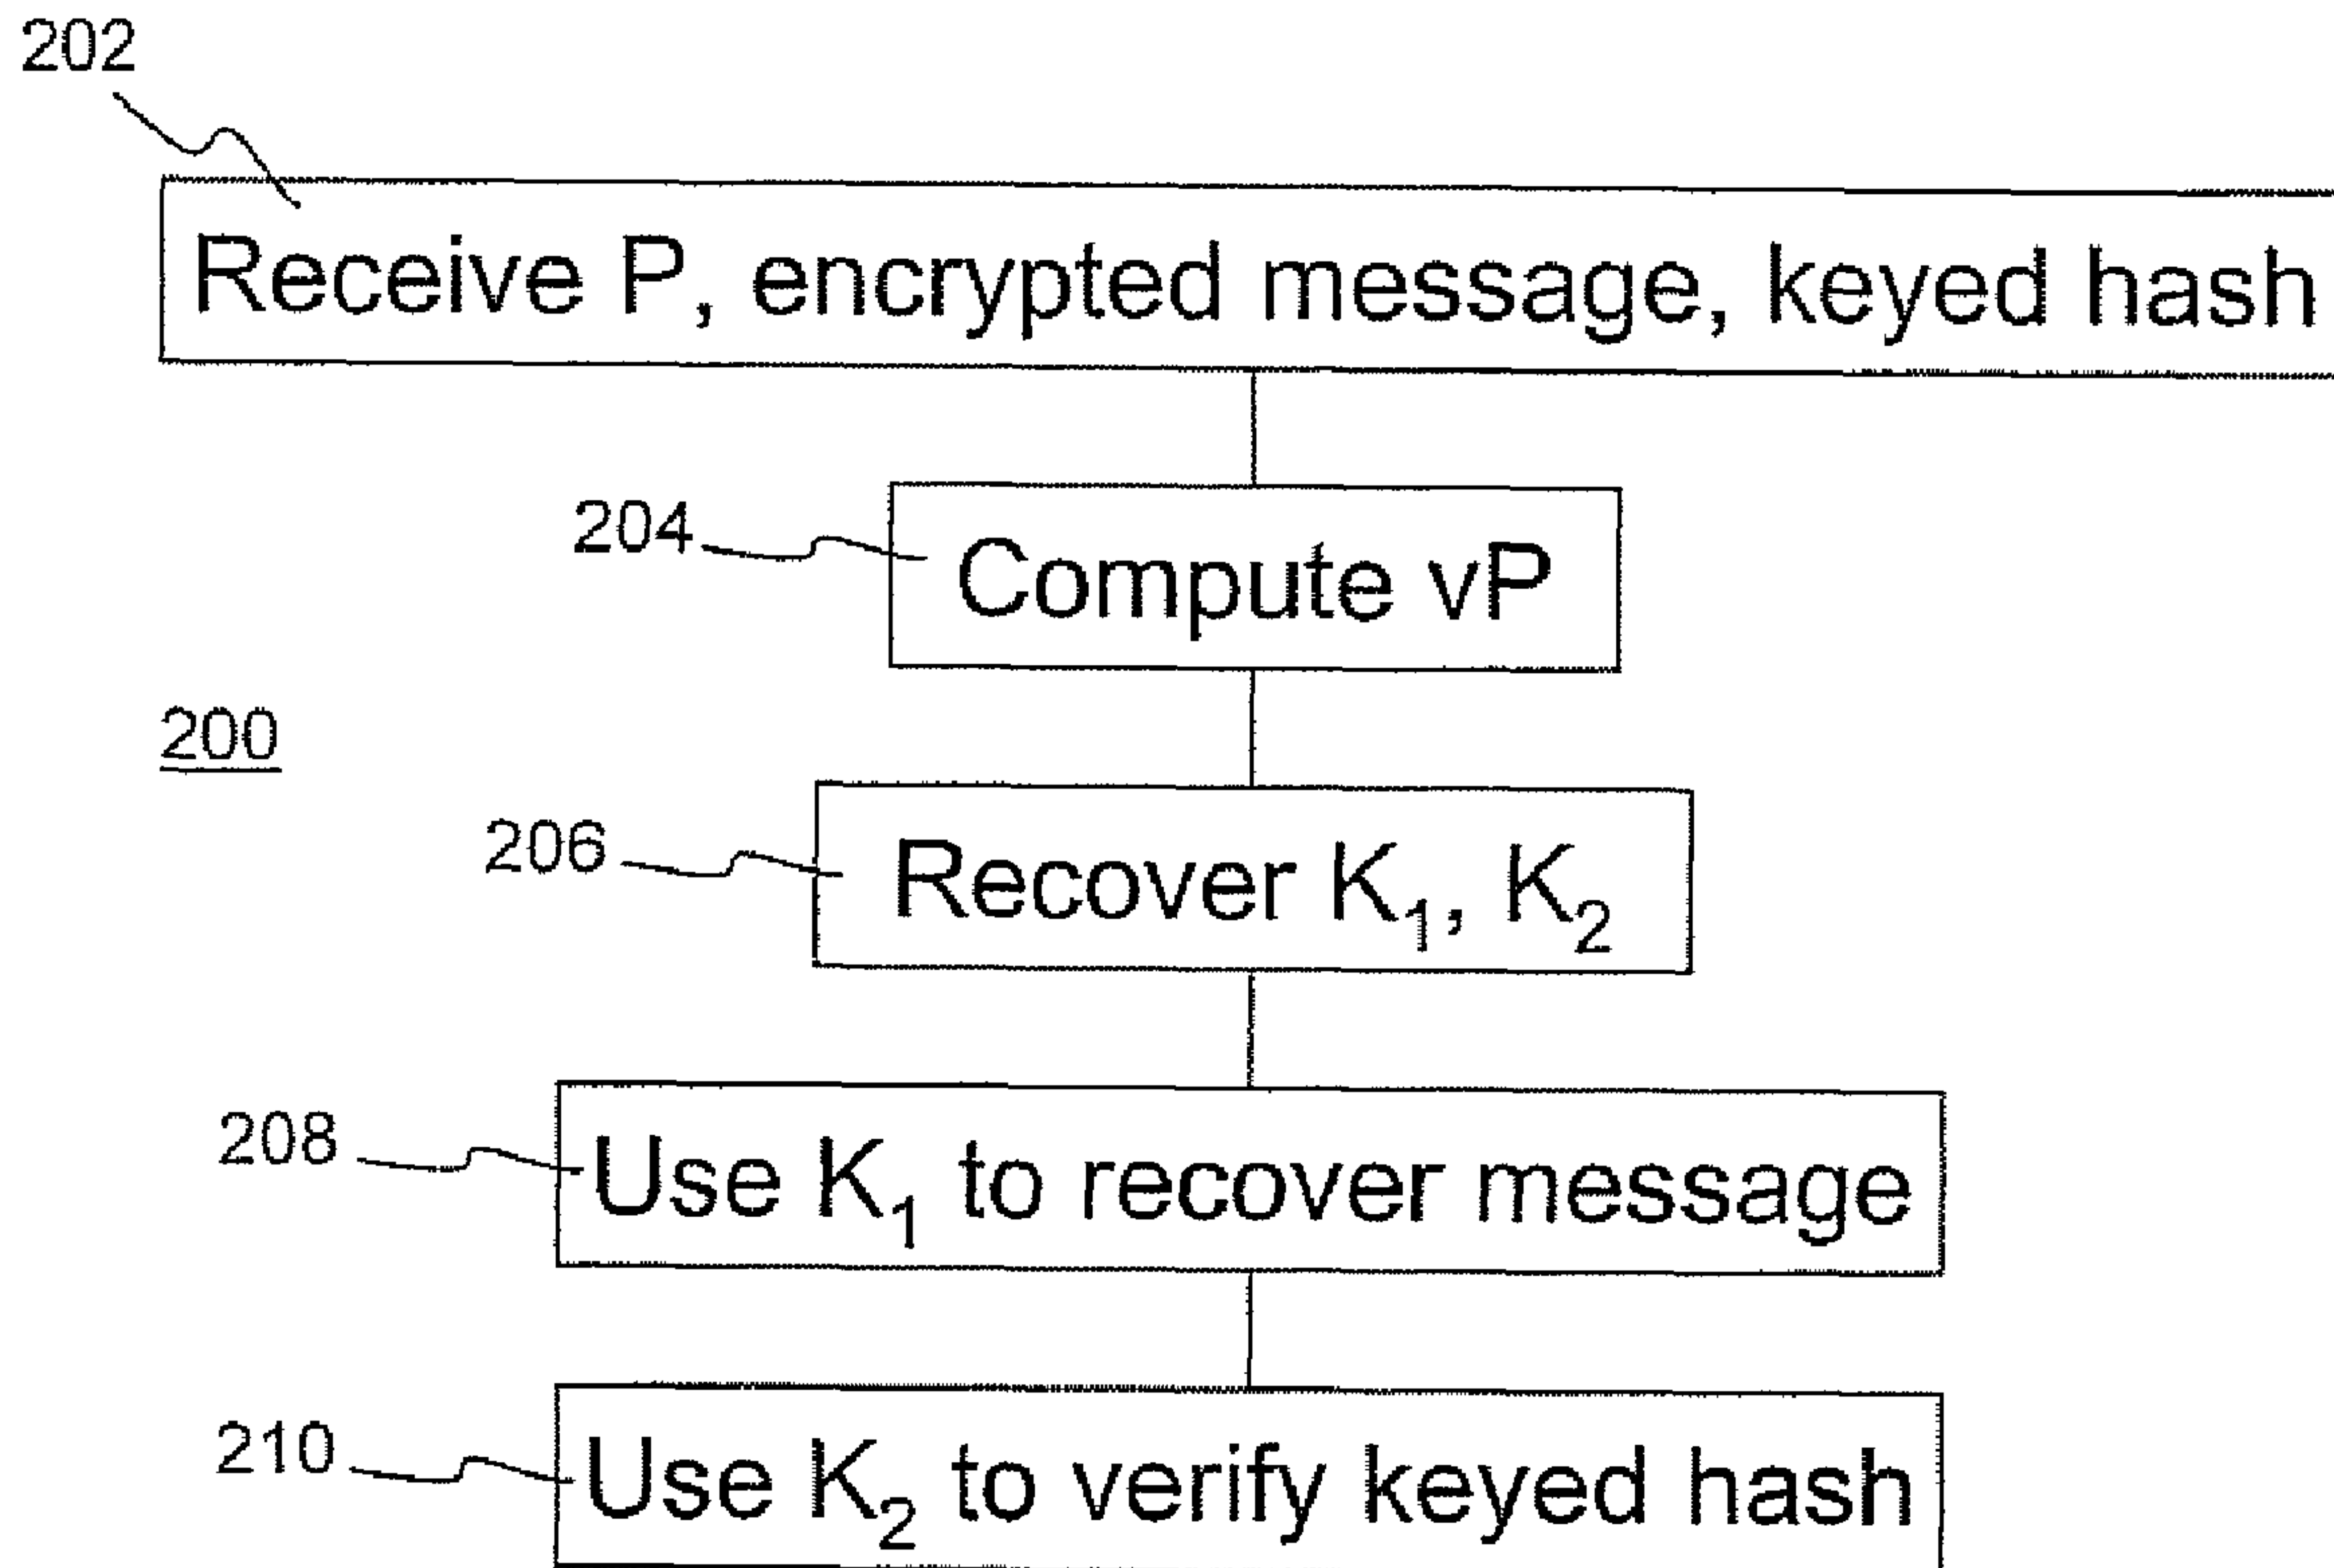 202
Receive P, encrypted message, keyed hash
204
Compute vP
200
206
Recover K₁, K₂
208
Use K₁ to recover message
210
Use K₂ to verify keyed hash